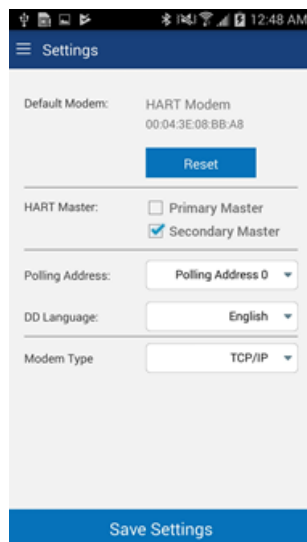 12:48 AM
Settings
Default Modem: HART Modem
00:04:3E:08:BB:A8
Reset
HART Master: Primary Master
Secondary Master
Polling Address: Polling Address 0
DD Language: English
Modem Type TCP/IP
Save Settings